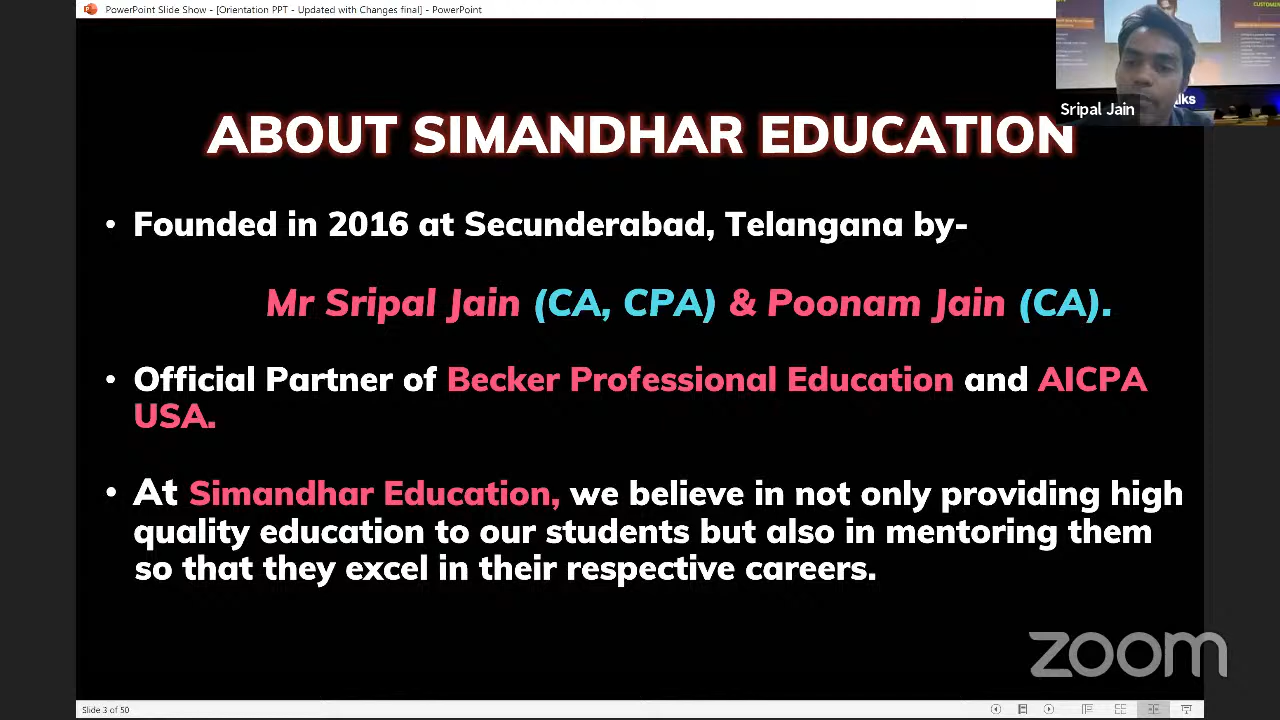 PowerPoint Slide Show - [Orientation PPT - Updated with Changes final] - PowerPoint
CUSTOMER
Sripal Jain
lks
ABOUT SIMANDHAR EDUCATION
• Founded in 2016 at Secunderabad, Telangana by-
Mr Sripal Jain (CA, CPA) & Poonam Jain (CA).
• Official Partner of Becker Professional Education and AICPA
USA.
• At Simandhar Education, we believe in not only providing high
quality education to our students but also in mentoring them
so that they excel in their respective careers.
zoom
Slide 3 of 50